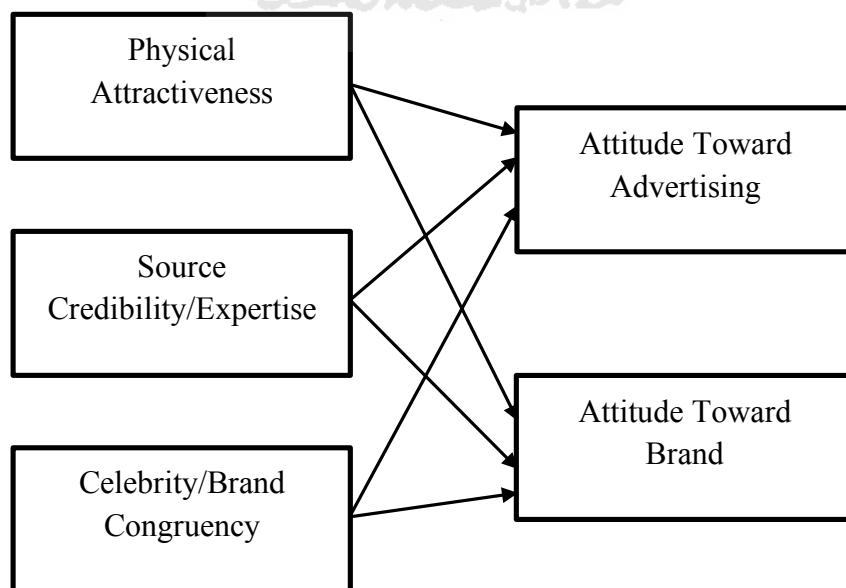 Physical
Attractiveness
Attitude Toward
Advertising
Source
Credibility/Expertise
Attitude Toward
Brand
Celebrity/Brand
Congruency